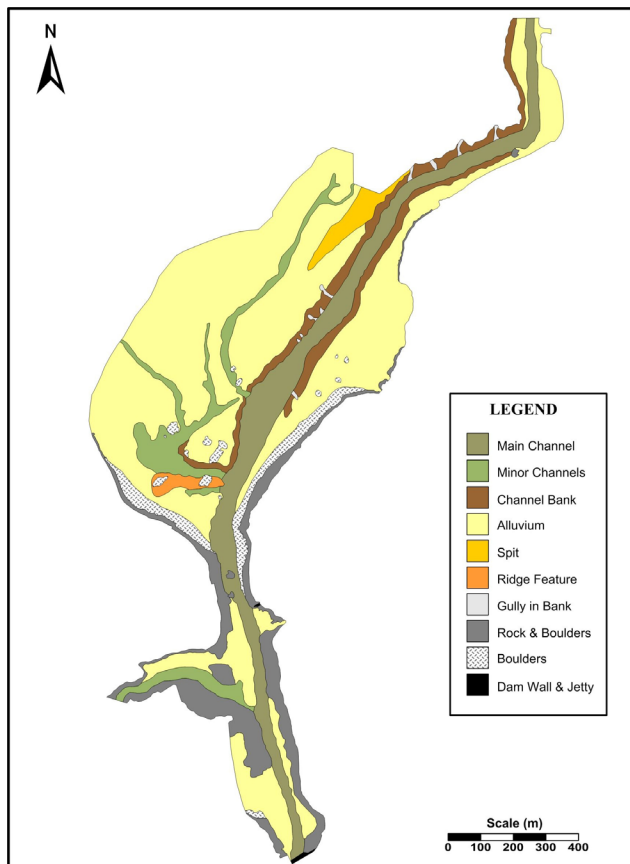 N
LEGEND
Main Channel
Minor Channels
Channel Bank
Alluvium
Spit
Ridge Feature
Gully in Bank
Rock & Boulders
Boulders
Dam Wall & Jetty
Scale (m)
0 100 200 300 400